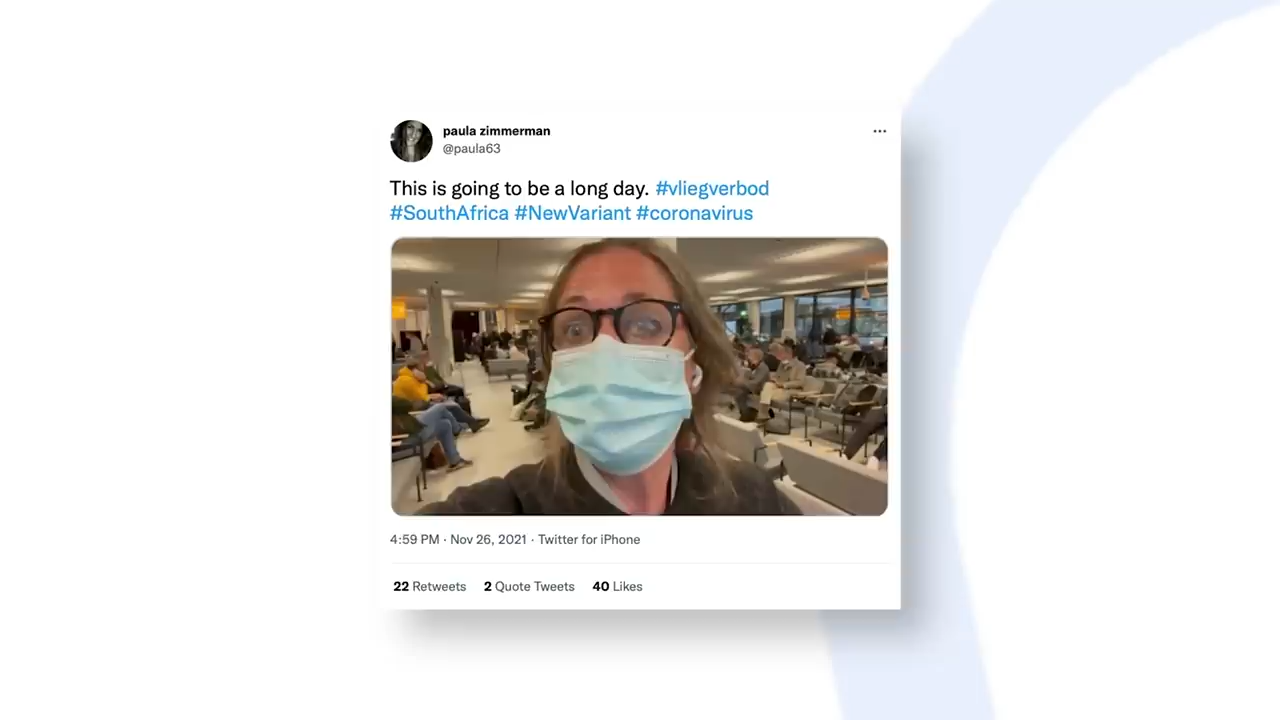 paula zimmerman
@paula63
This is going to be a long day. #vliegverbod
#SouthAfrica #NewVariant #coronavirus
4:59 PM · Nov 26, 2021 · Twitter for iPhone
22 Retweets 2 Quote Tweets 40 Likes